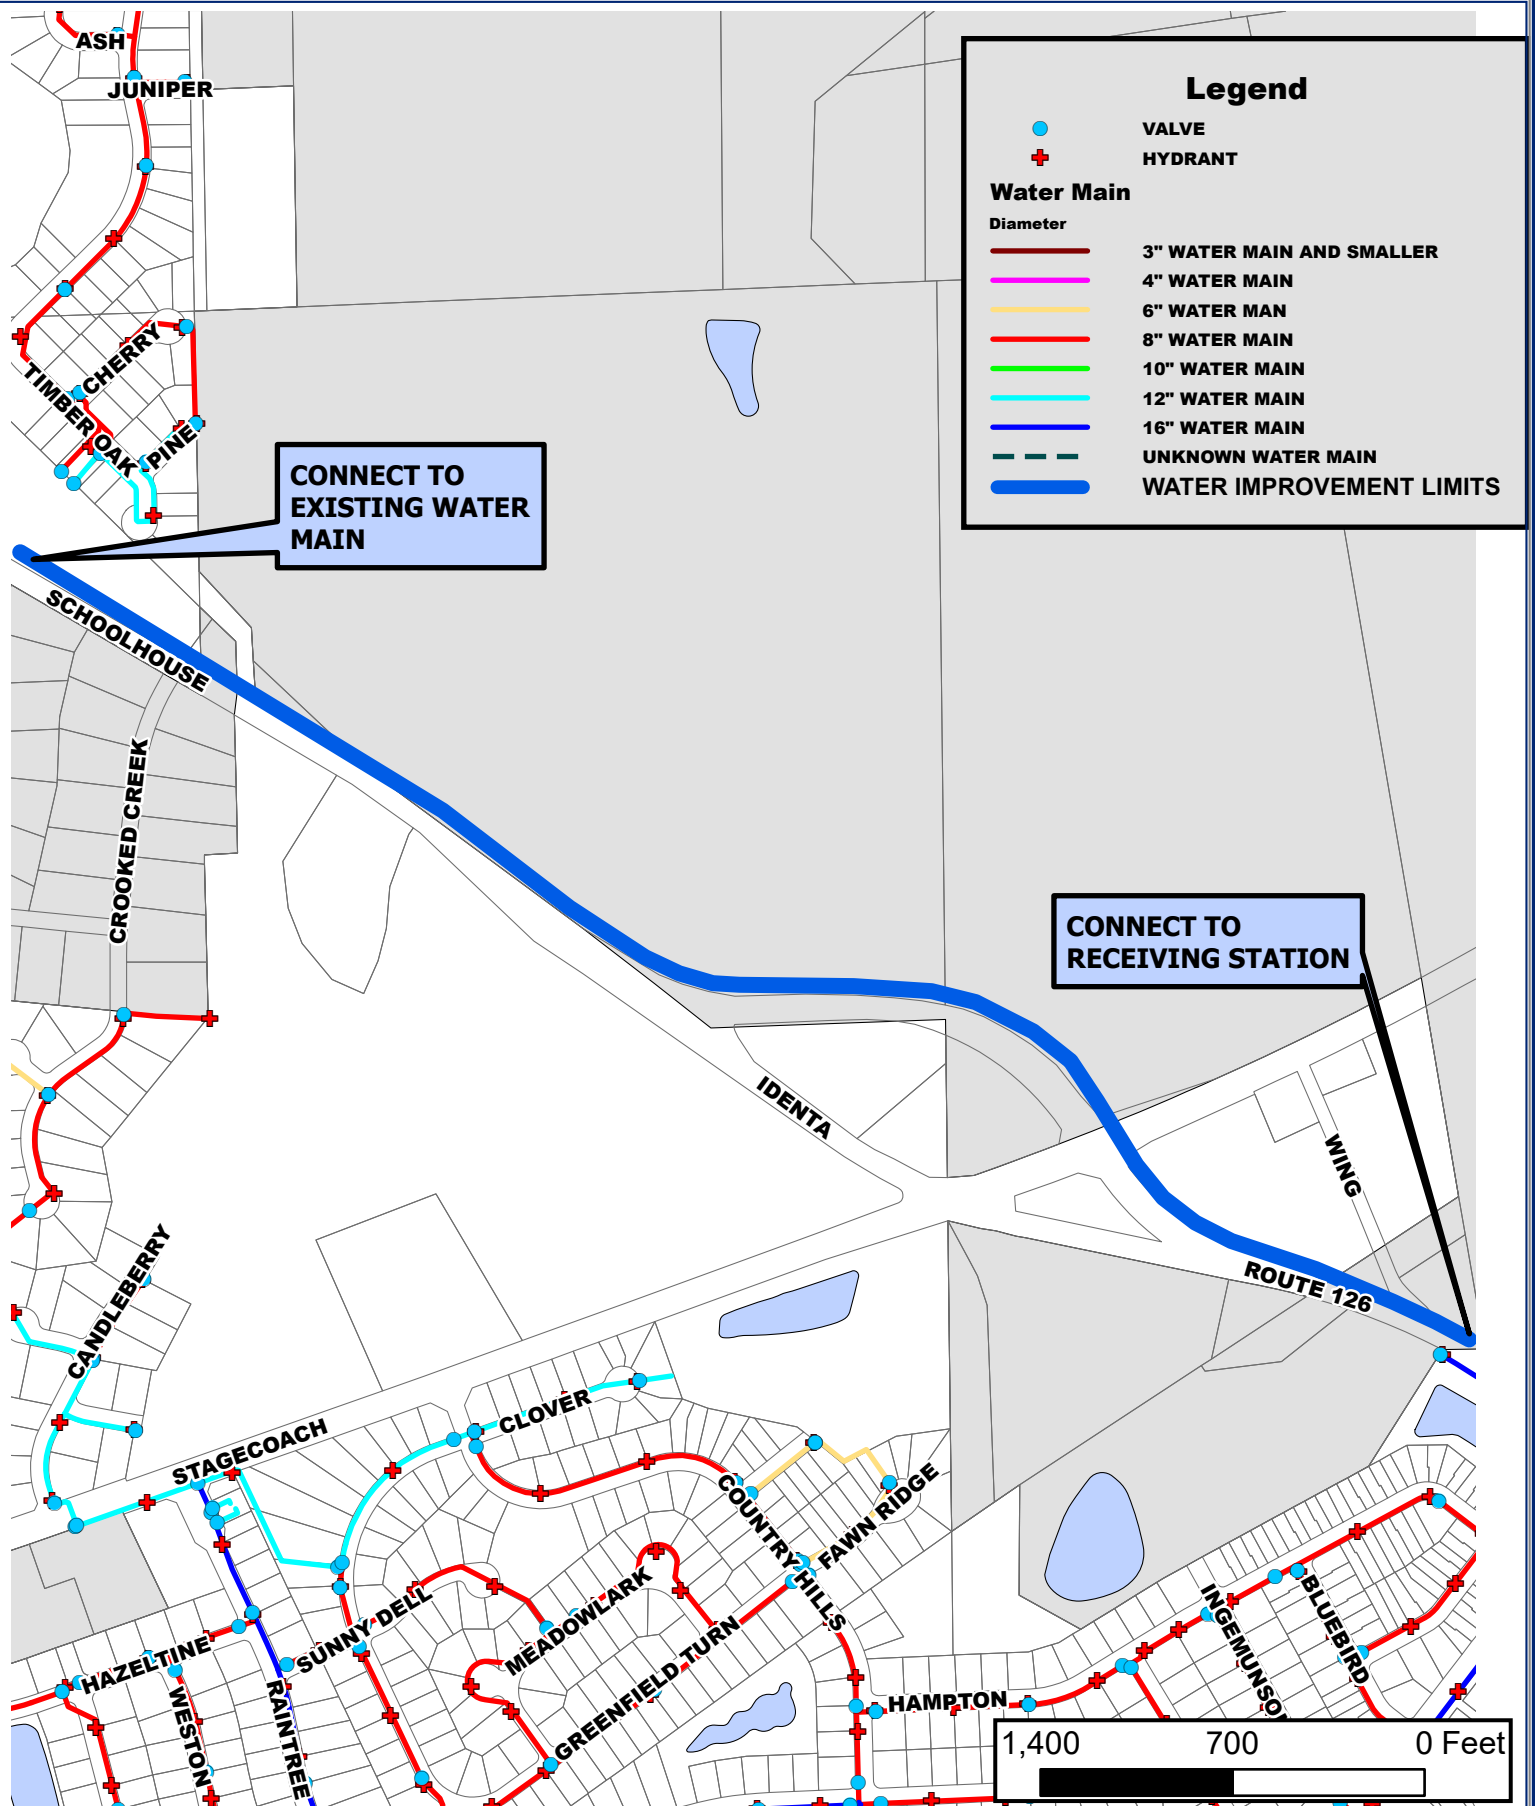 ASH
JUNIPER
Legend
VALVE
HYDRANT
Water Main
Diameter
3" WATER MAIN AND SMALLER
4" WATER MAIN
6" WATER MAN
8" WATER MAIN
10" WATER MAIN
12" WATER MAIN
16" WATER MAIN
UNKNOWN WATER MAIN
WATER IMPROVEMENT LIMITS
CHERRY
TIMBER OAK
PINE
CONNECT TO
EXISTING WATER
MAIN
SCHOOLHOUSE
CROOKED CREEK
CONNECT TO
RECEIVING STATION
IDENTA
WING
ROUTE 126
CANDLEBERRY
CLOVER
STAGECOACH
COUNTRY HILLS
FAWN RIDGE
SUNNY DELL
MEADOWLARK
GREENFIELD TURN
HAZELTINE
WESTON
RAINTREE
HAMPTON
INGEMUNSON
BLUEBIRD
1,400 700 0 Feet